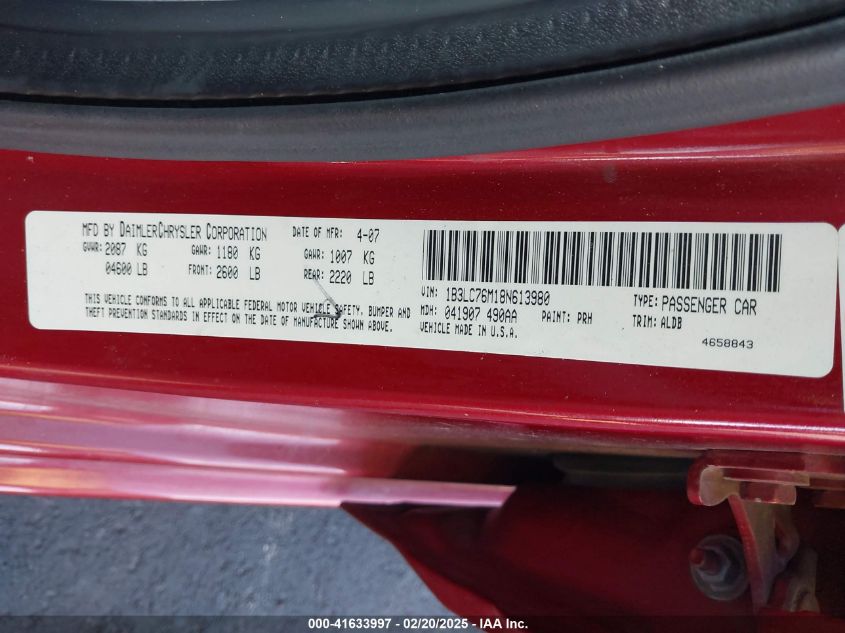 MFD BY DAIMLERCHRYSLER CORPORATION DATE OF MFR: 4-07
GVWR: 2087 KG GAWR: 1180 KG GAWR: 1007 KG
04600 LB FRONT: 2600 LB REAR: 2220 LB
THIS VEHICLE CONFORMS TO ALL APPLICABLE FEDERAL MOTOR VEHICLE SAFETY, BUMPER AND
THEFT PREVENTION STANDARDS IN EFFECT ON THE DATE OF MANUFACTURE SHOWN ABOVE.
VIN: 1B3LC76M18N613980 TYPE: PASSENGER CAR
MDH: 041907 490AA PAINT: PRH TRIM: ALDB
VEHICLE MADE IN U.S.A.
4658843
000-41633997 - 02/20/2025 - IAA Inc.